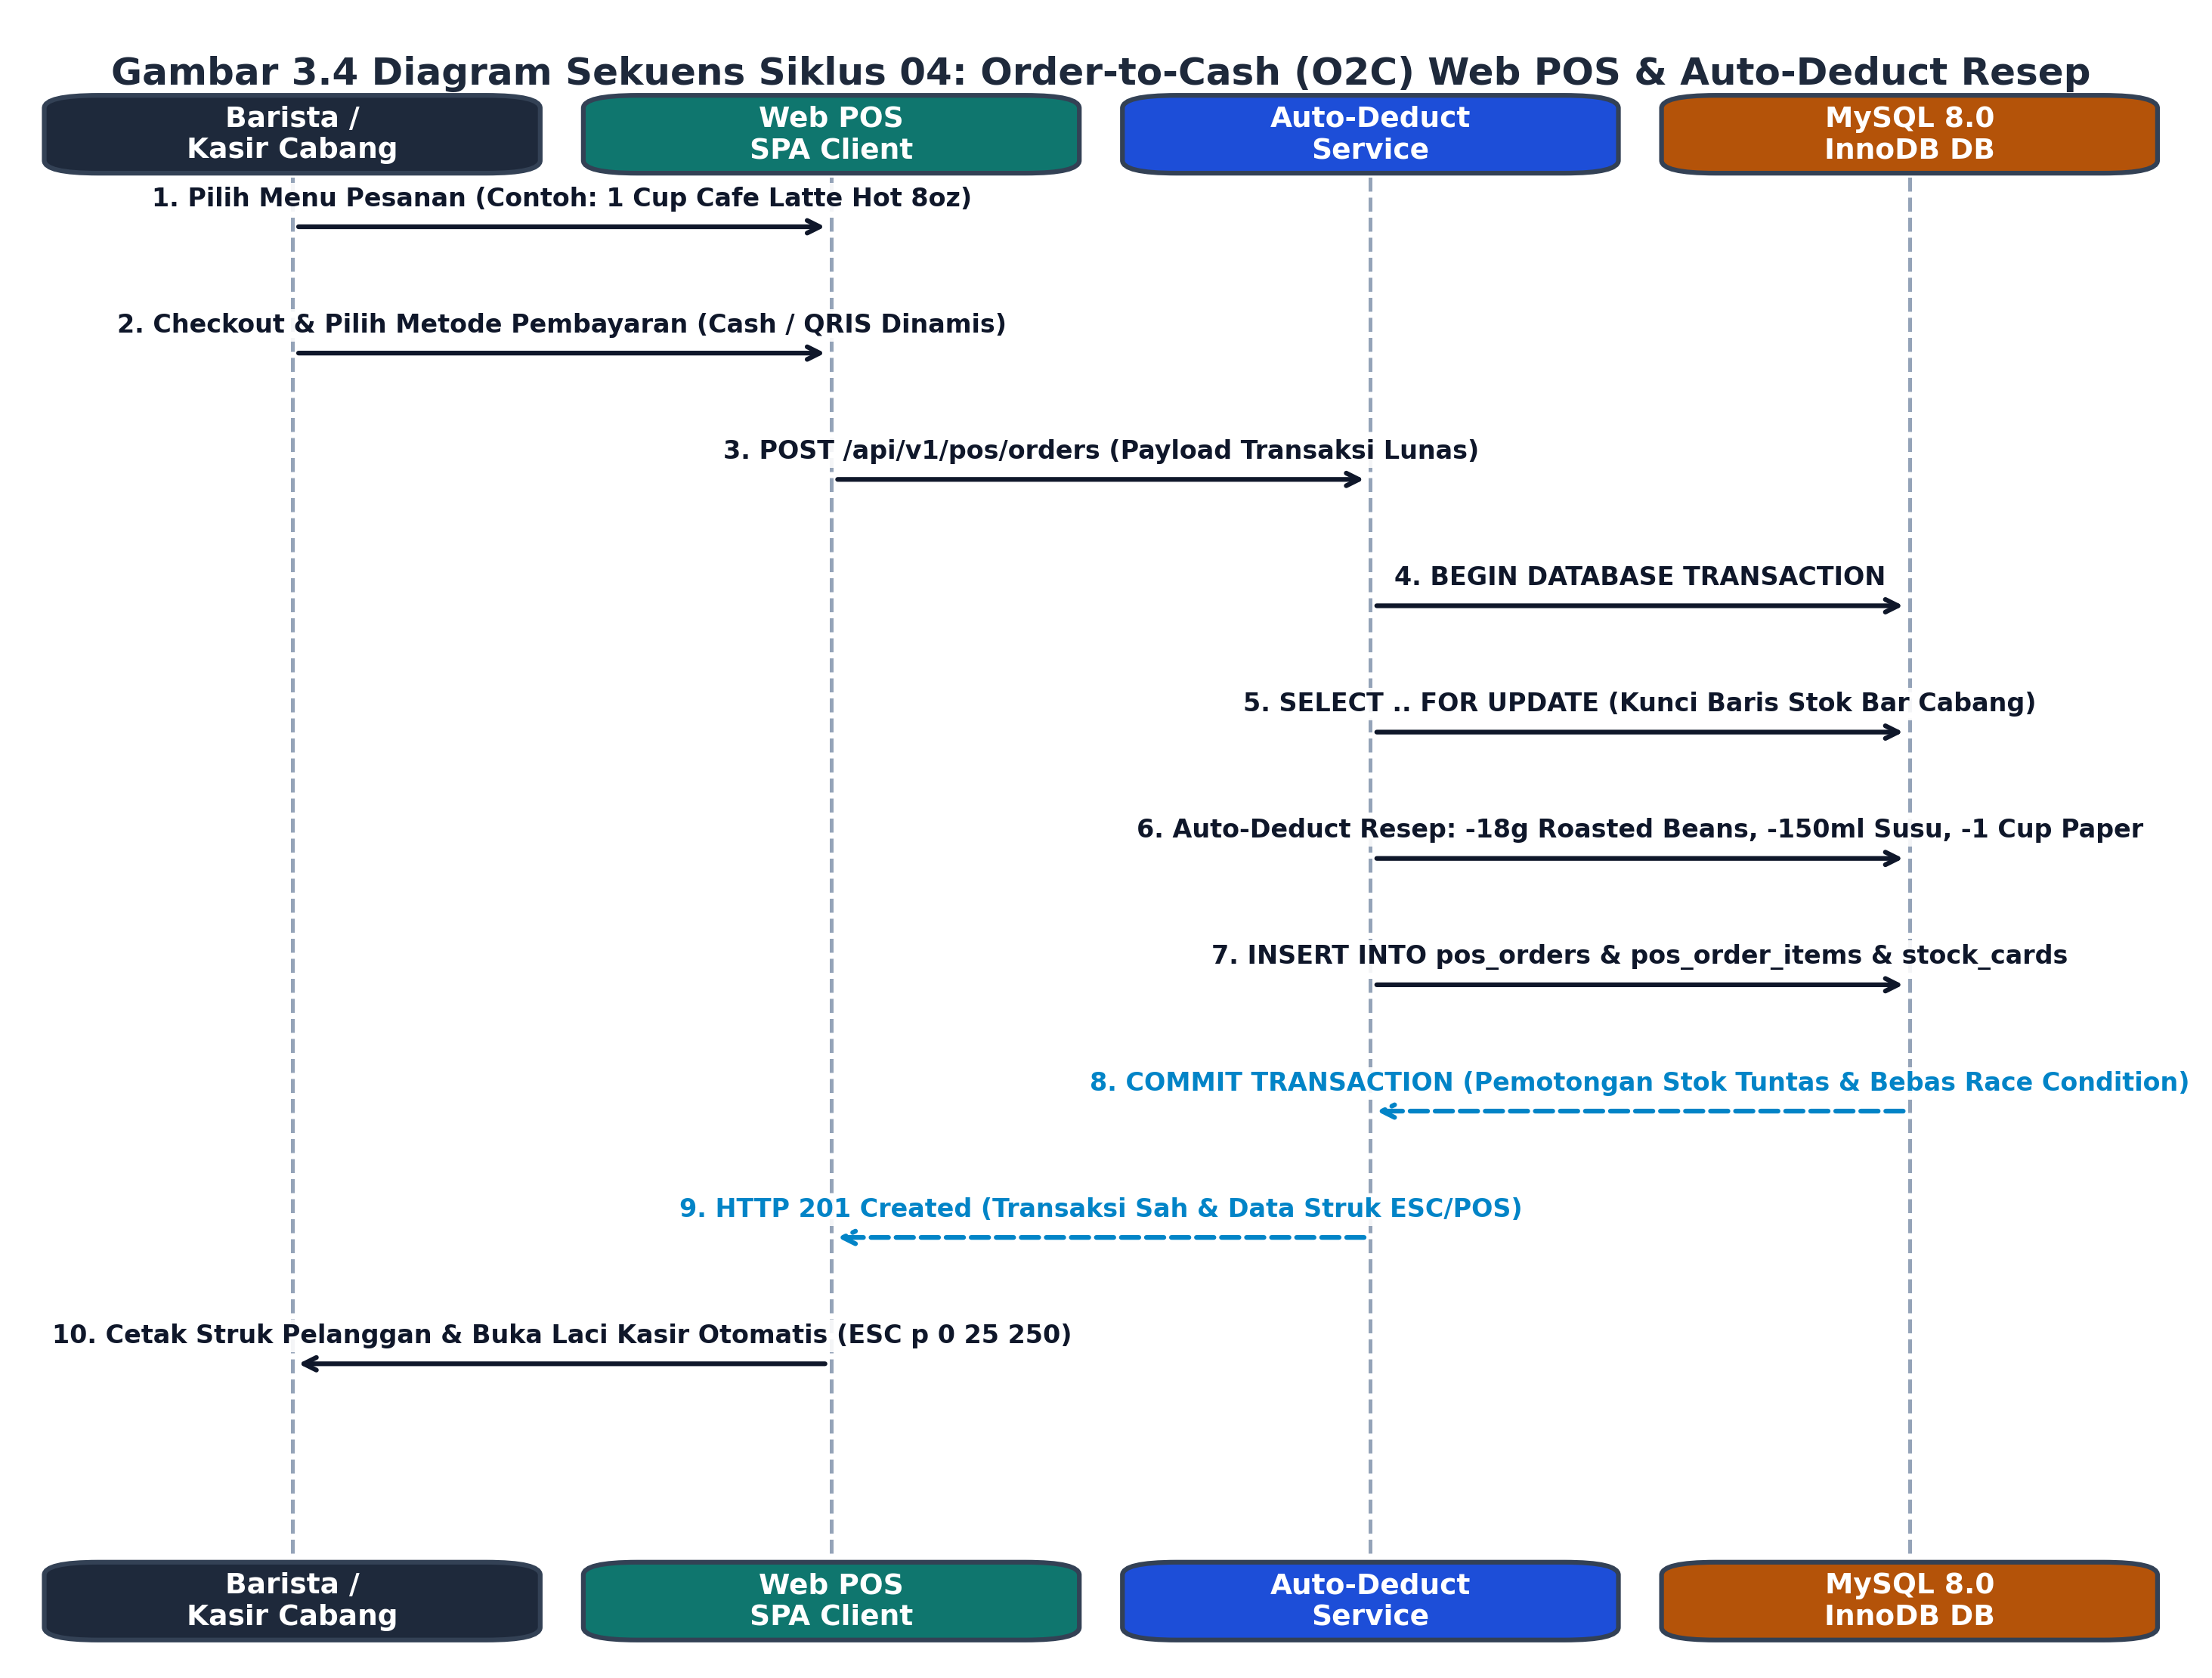 Gambar 3.4 Diagram Sekuens Siklus 04: Order-to-Cash (O2C) Web POS & Auto-Deduct Resep
Barista /
Kasir Cabang
Web POS
SPA Client
Auto-Deduct
Service
MySQL 8.0
InnoDB DB
1. Pilih Menu Pesanan (Contoh: 1 Cup Cafe Latte Hot 8oz)
2. Checkout & Pilih Metode Pembayaran (Cash / QRIS Dinamis)
3. POST /api/v1/pos/orders (Payload Transaksi Lunas)
4. BEGIN DATABASE TRANSACTION
5. SELECT .. FOR UPDATE (Kunci Baris Stok Bar Cabang)
6. Auto-Deduct Resep: -18g Roasted Beans, -150ml Susu, -1 Cup Paper
7. INSERT INTO pos_orders & pos_order_items & stock_cards
8. COMMIT TRANSACTION (Pemotongan Stok Tuntas & Bebas Race Condition)
9. HTTP 201 Created (Transaksi Sah & Data Struk ESC/POS)
10. Cetak Struk Pelanggan & Buka Laci Kasir Otomatis (ESC p 0 25 250)
Barista /
Kasir Cabang
Web POS
SPA Client
Auto-Deduct
Service
MySQL 8.0
InnoDB DB